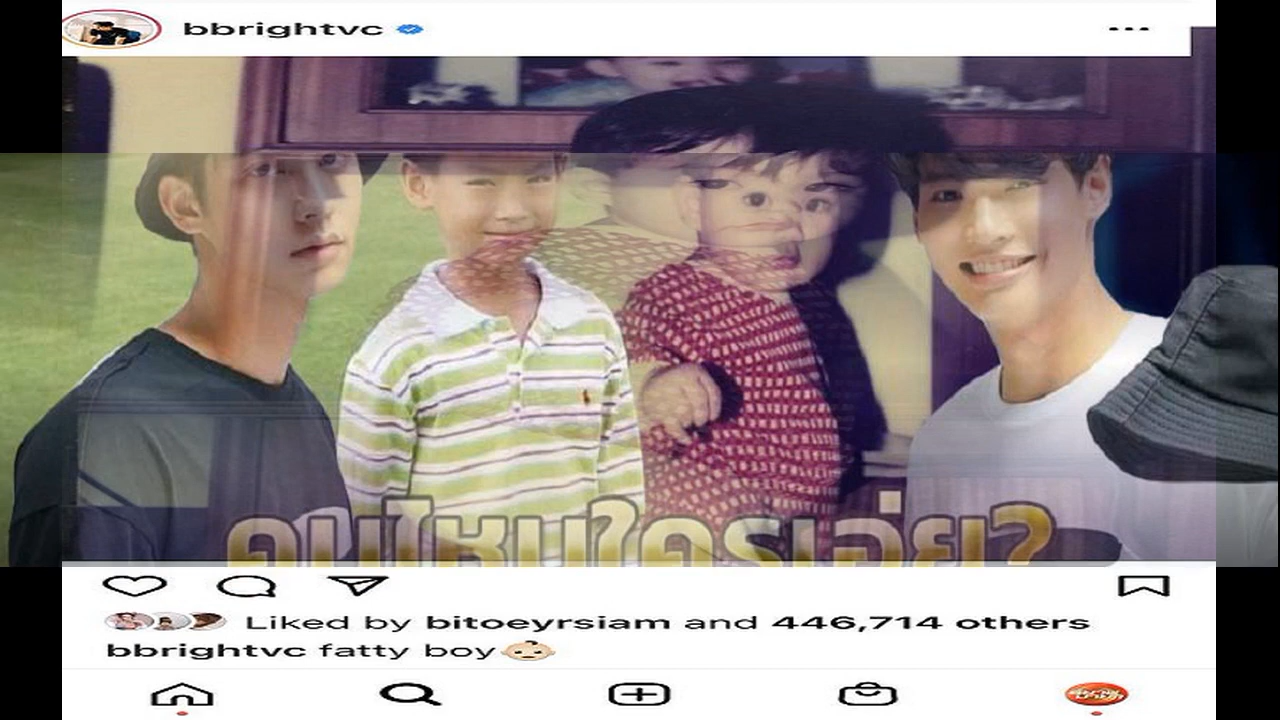 bbrightvc
คนไหนใครเอ่ย?
Liked by bitoeyrsiam and 446,714 others
bbrightvc fatty boy👶🏻